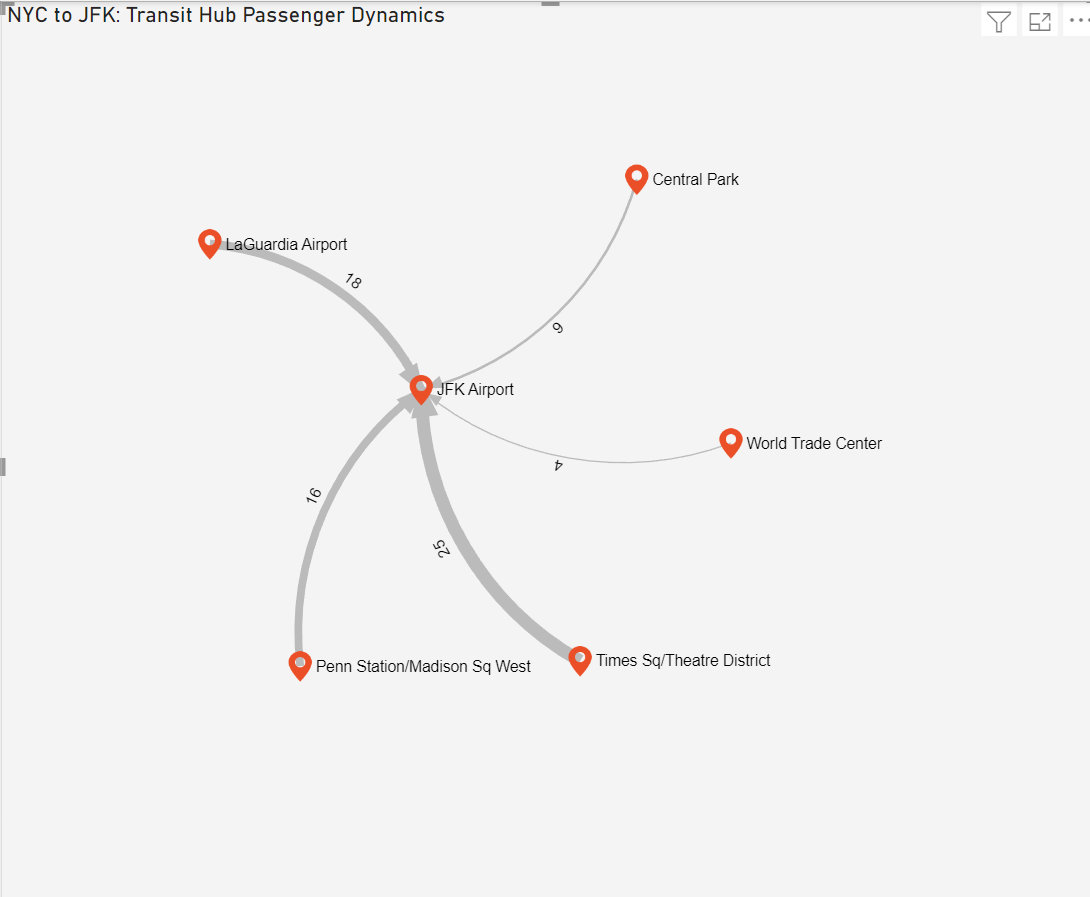 NYC to JFK: Transit Hub Passenger Dynamics
Central Park
LaGuardia Airport
18
6
JFK Airport
World Trade Center
4
16
25
Penn Station/Madison Sq West
Times Sq/Theatre District